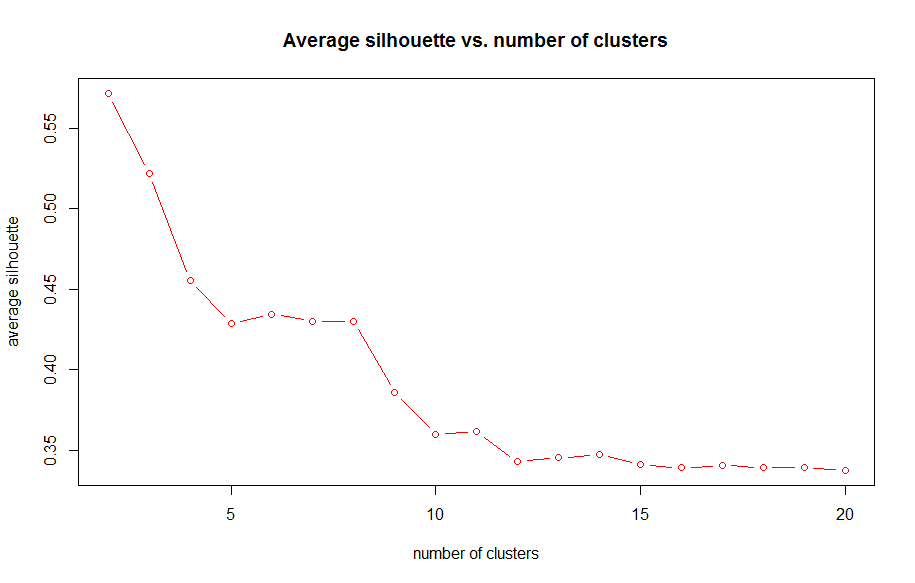 Average silhouette vs. number of clusters
average silhouette
0.55
0.50
0.45
0.40
0.35
5 10 15 20
number of clusters